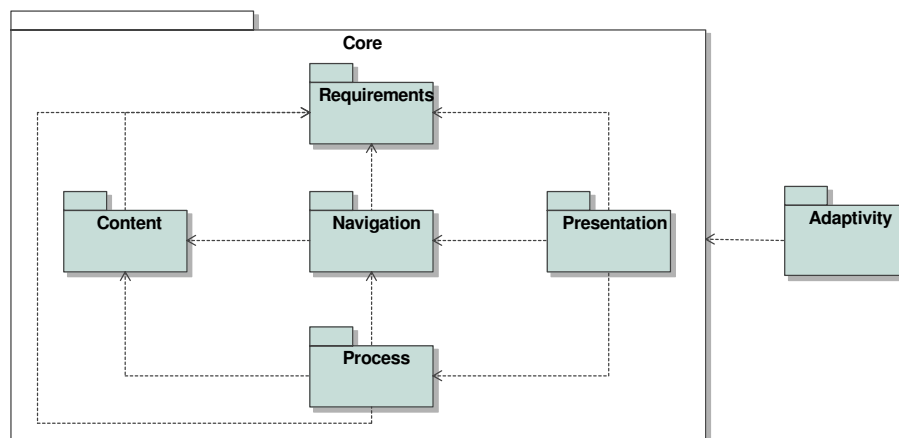 Core
Requirements
Content
Navigation
Presentation
Adaptivity
Process